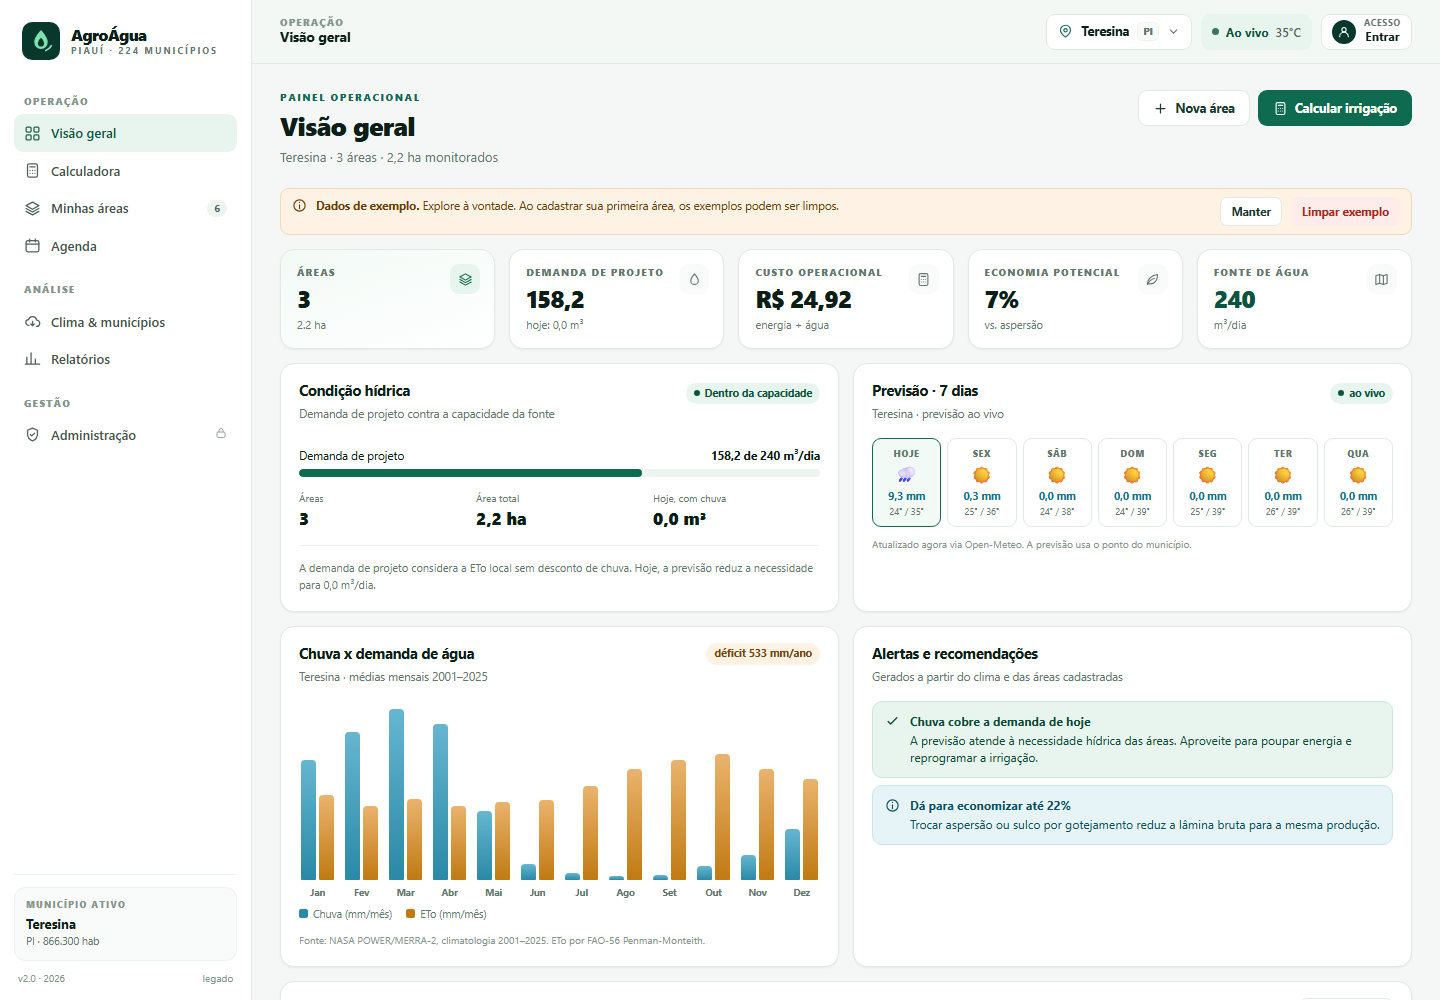 AgroÁgua
PIAUÍ · 224 MUNICÍPIOS
OPERAÇÃO
Visão geral
Calculadora
Minhas áreas 6
Agenda
ANÁLISE
Clima & municípios
Relatórios
GESTÃO
Administração
MUNICÍPIO ATIVO
Teresina
PI · 866.300 hab
v2.0 · 2026 legado
OPERAÇÃO
Visão geral
Teresina PI
Ao vivo 35°C
ACESSO
Entrar
PAINEL OPERACIONAL
Visão geral
Teresina · 3 áreas · 2,2 ha monitorados
Nova área
Calcular irrigação
Dados de exemplo. Explore à vontade. Ao cadastrar sua primeira área, os exemplos podem ser limpos.
Manter
Limpar exemplo
ÁREAS
3
2.2 ha
DEMANDA DE PROJETO
158,2
hoje: 0,0 m³
CUSTO OPERACIONAL
R$ 24,92
energia + água
ECONOMIA POTENCIAL
7%
vs. aspersão
FONTE DE ÁGUA
240
m³/dia
Condição hídrica
Dentro da capacidade
Demanda de projeto contra a capacidade da fonte
Demanda de projeto 158,2 de 240 m³/dia
Áreas
3
Área total
2,2 ha
Hoje, com chuva
0,0 m³
A demanda de projeto considera a ETo local sem desconto de chuva. Hoje, a previsão reduz a necessidade
para 0,0 m³/dia.
Previsão · 7 dias
ao vivo
Teresina · previsão ao vivo
HOJE
9,3 mm
24° / 35°
SEX
0,3 mm
25° / 36°
SÁB
0,0 mm
24° / 38°
DOM
0,0 mm
24° / 39°
SEG
0,0 mm
25° / 39°
TER
0,0 mm
26° / 39°
QUA
0,0 mm
26° / 39°
Atualizado agora via Open-Meteo. A previsão usa o ponto do município.
Chuva x demanda de água
déficit 533 mm/ano
Teresina · médias mensais 2001–2025
Jan Fev Mar Abr Mai Jun Jul Ago Set Out Nov Dez
Chuva (mm/mês) ETo (mm/mês)
Fonte: NASA POWER/MERRA-2, climatologia 2001–2025. ETo por FAO-56 Penman-Monteith.
Alertas e recomendações
Gerados a partir do clima e das áreas cadastradas
Chuva cobre a demanda de hoje
A previsão atende à necessidade hídrica das áreas. Aproveite para poupar energia e
reprogramar a irrigação.
Dá para economizar até 22%
Trocar aspersão ou sulco por gotejamento reduz a lâmina bruta para a mesma produção.